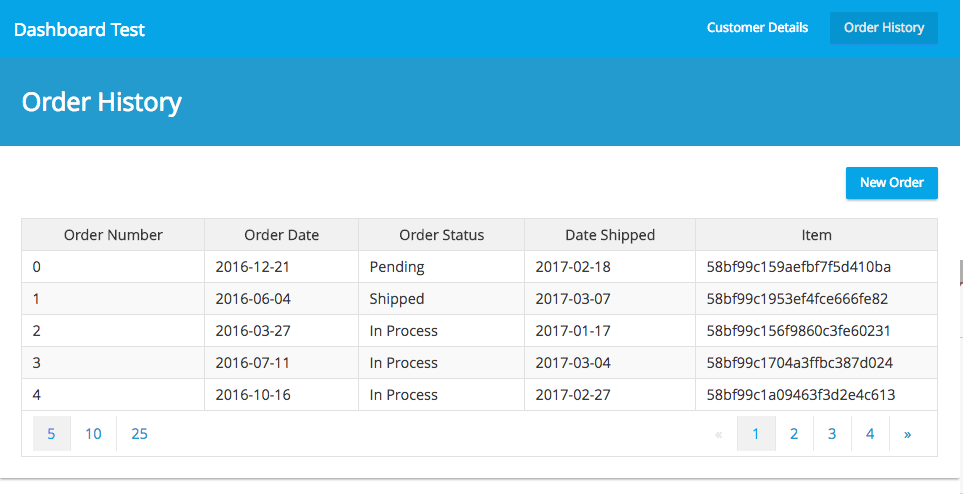 Dashboard Test Customer Details Order History
Order History
New Order
Order Number Order Date Order Status Date Shipped Item
0 2016-12-21 Pending 2017-02-18 58bf99c159aefbf7f5d410ba
1 2016-06-04 Shipped 2017-03-07 58bf99c1953ef4fce666fe82
2 2016-03-27 In Process 2017-01-17 58bf99c156f9860c3fe60231
3 2016-07-11 In Process 2017-03-04 58bf99c1704a3ffbc387d024
4 2016-10-16 In Process 2017-02-27 58bf99c1a09463f3d2e4c613
5 10 25 « 1 2 3 4 »